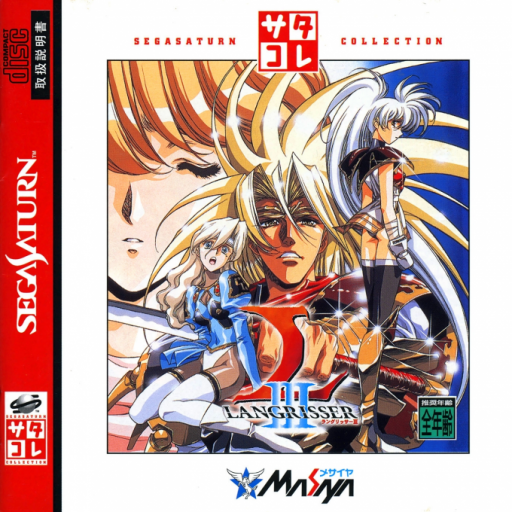 COMPACT
disc
取扱説明書
SEGASATURN™
SEGASATURN
サタ
コレ
COLLECTION
SEGASATURN サタ COLLECTION
コレ
L
III
LANGRISSER
ラングリッサーIII
推奨年齢
全年齢
メサイヤ
MASAYA